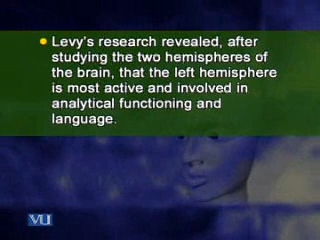 Levy's research revealed, after
studying the two hemispheres of
the brain, that the left hemisphere
is most active and involved in
analytical functioning and
language.
VU